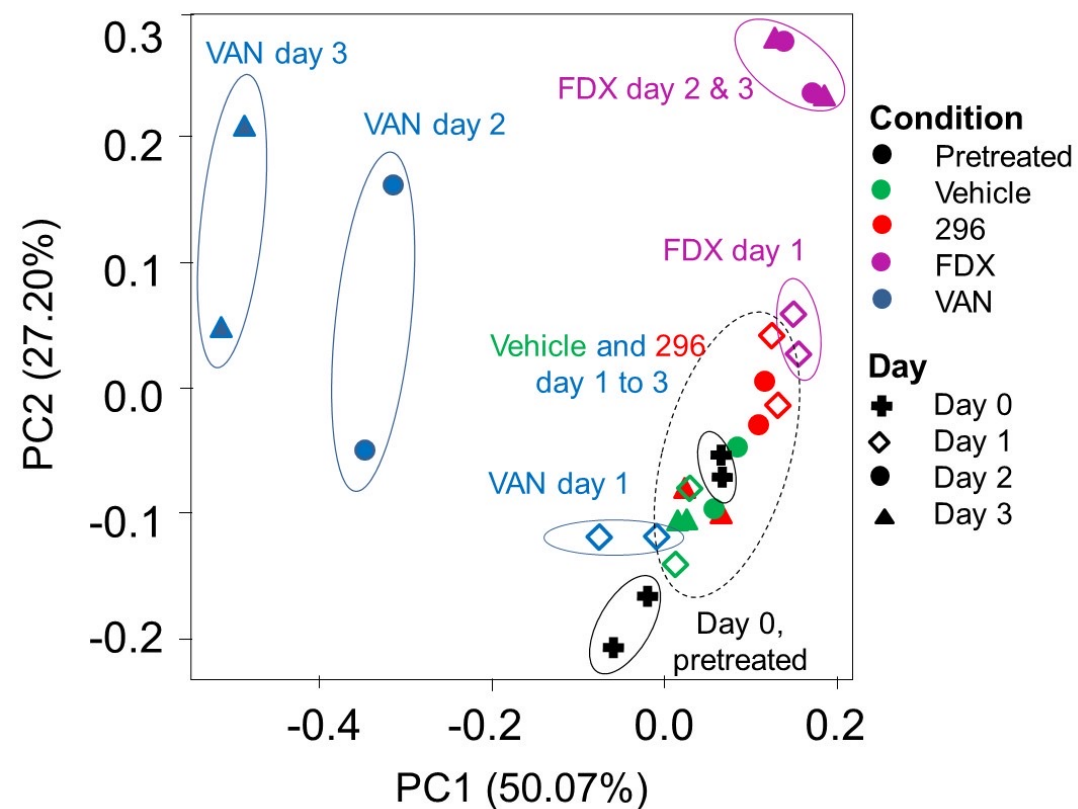 0.3
0.2
0.1
0.0
-0.1
-0.2
PC2 (27.20%)
-0.4
-0.2
0.0
0.2
PC1 (50.07%)
VAN day 3
VAN day 2
FDX day 2 & 3
FDX day 1
Vehicle and 296
day 1 to 3
VAN day 1
Day 0,
pretreated
Condition
Pretreated
Vehicle
296
FDX
VAN
Day
Day 0
Day 1
Day 2
Day 3